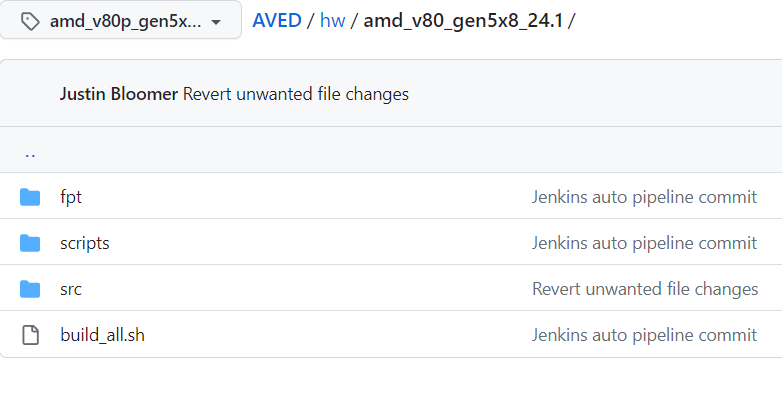 amd_v80p_gen5x... AVED / hw / amd_v80_gen5x8_24.1 /
Justin Bloomer Revert unwanted file changes
..
fpt Jenkins auto pipeline commit
scripts Jenkins auto pipeline commit
src Revert unwanted file changes
build_all.sh Jenkins auto pipeline commit